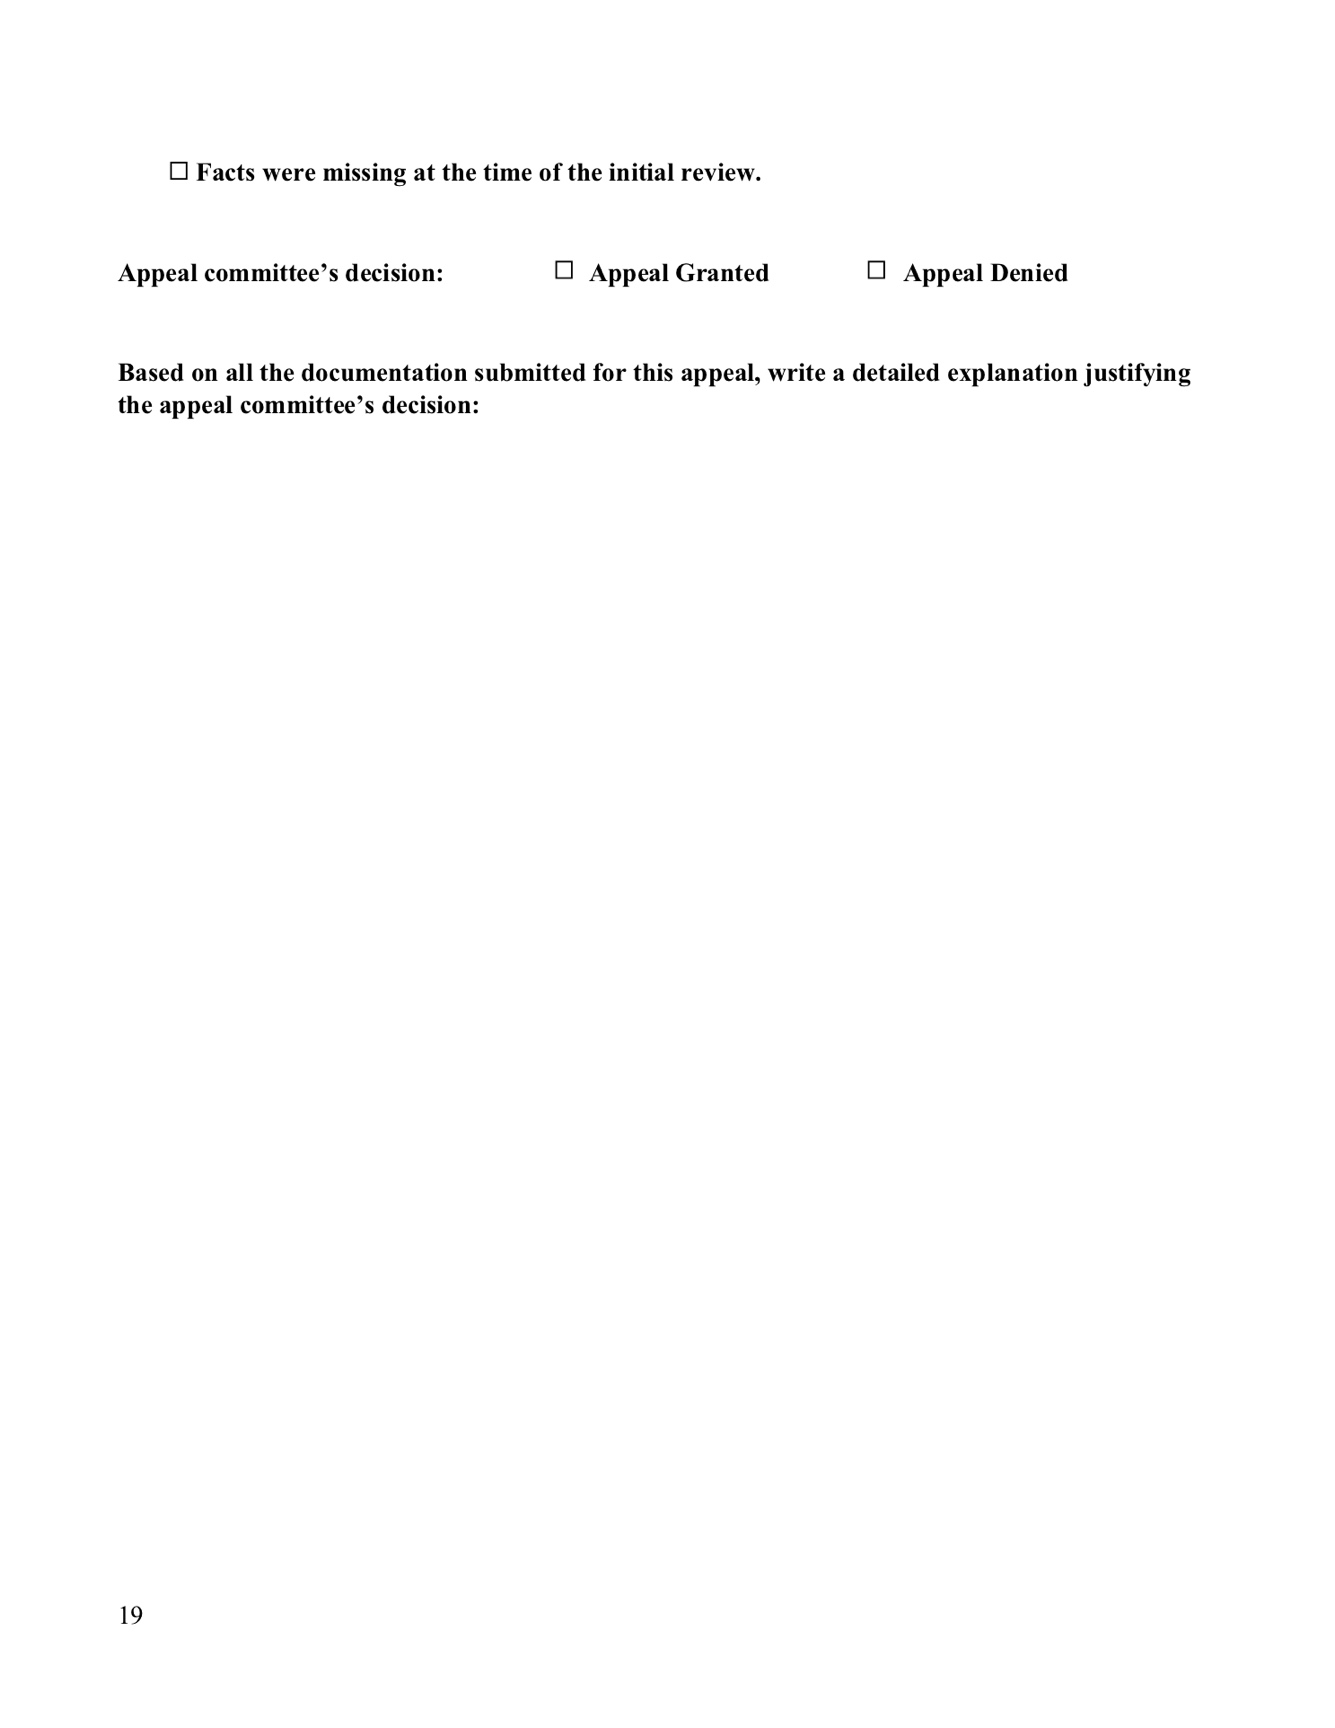 ☐ Facts were missing at the time of the initial review.
Appeal committee’s decision: ☐ Appeal Granted ☐ Appeal Denied
Based on all the documentation submitted for this appeal, write a detailed explanation justifying
the appeal committee’s decision:
19